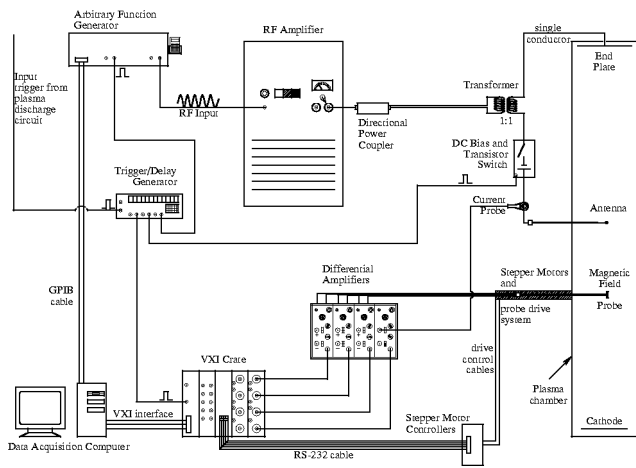 Arbitrary Function
Generator
RF Amplifier
single
conductor
End
Plate
Input
trigger from
plasma
discharge
circuit
RF Input
Directional
Power
Coupler
Transformer
1:1
DC Bias and
Transistor
Switch
Trigger/Delay
Generator
Current
Probe
Antenna
GPIB
cable
Differential
Amplifiers
Stepper Motors
and
probe drive
system
Magnetic
Field
Probe
VXI Crate
drive
control
cables
Plasma
chamber
VXI interface
Stepper Motor
Controllers
Cathode
Data Acquisition Computer
RS-232 cable